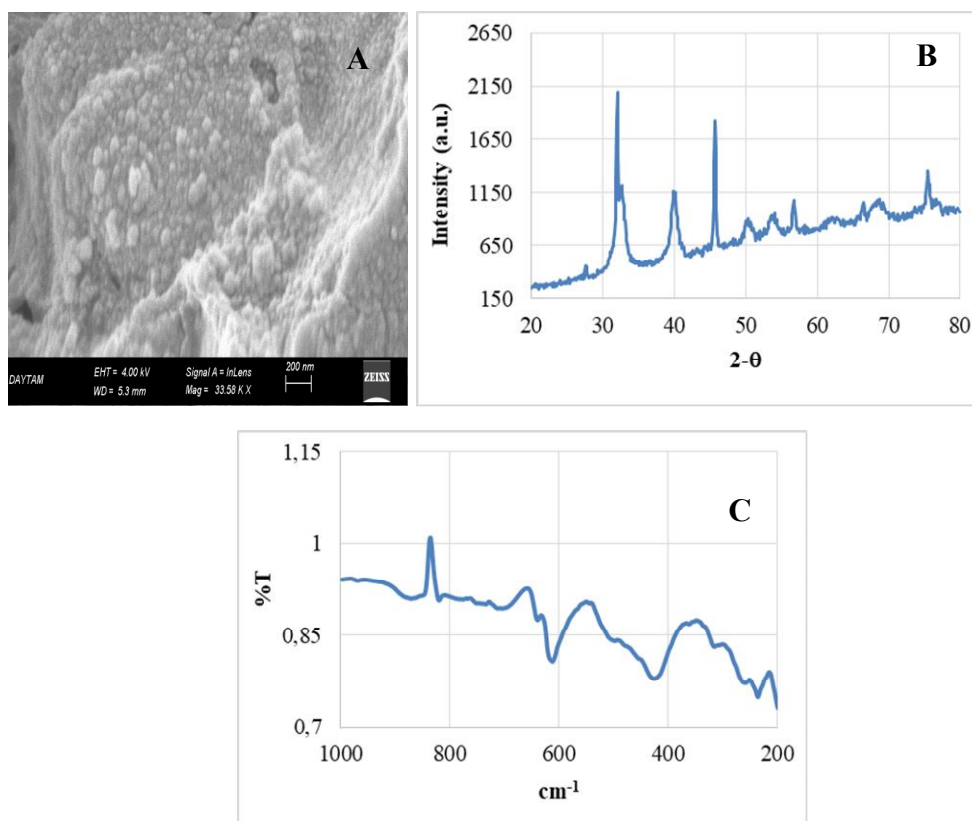 A
DAYTAM
EHT = 4.00 kV
WD = 5.3 mm
Signal A = InLens
Mag = 33.58 K X
200 nm
ZEISS
B
Intensity (a.u.)
2650
2150
1650
1150
650
150
20 30 40 50 60 70 80
2-θ
C
%T
1,15
1
0,85
0,7
1000 800 600 400 200
cm-1